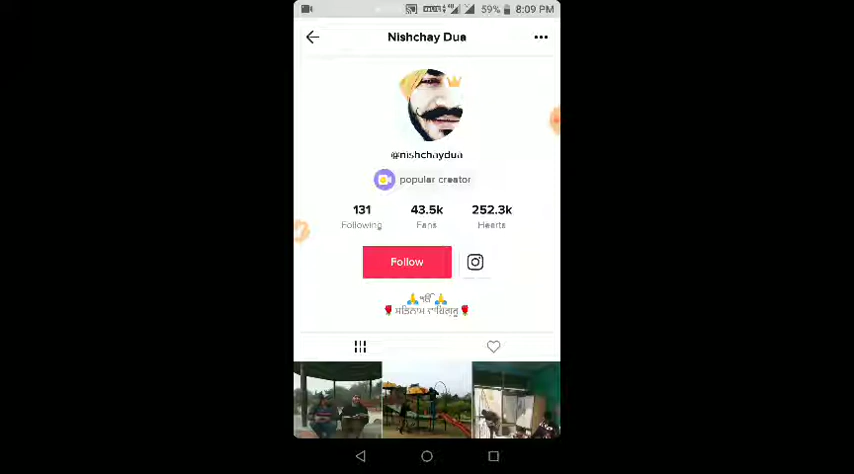 59% 8:09 PM
Nishchay Dua
@nishchaydua
popular creator
131 43.5k 252.3k
Following Fans Hearts
Follow
🙏ੴ🙏
🌹ਸਤਿਨਾਮ ਵਾਹਿਗੁਰੂ🌹